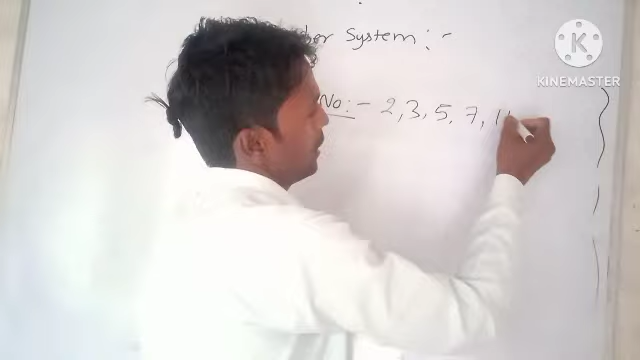 System :-
K
KINEMASTER
No :- 2, 3, 5, 7, 11